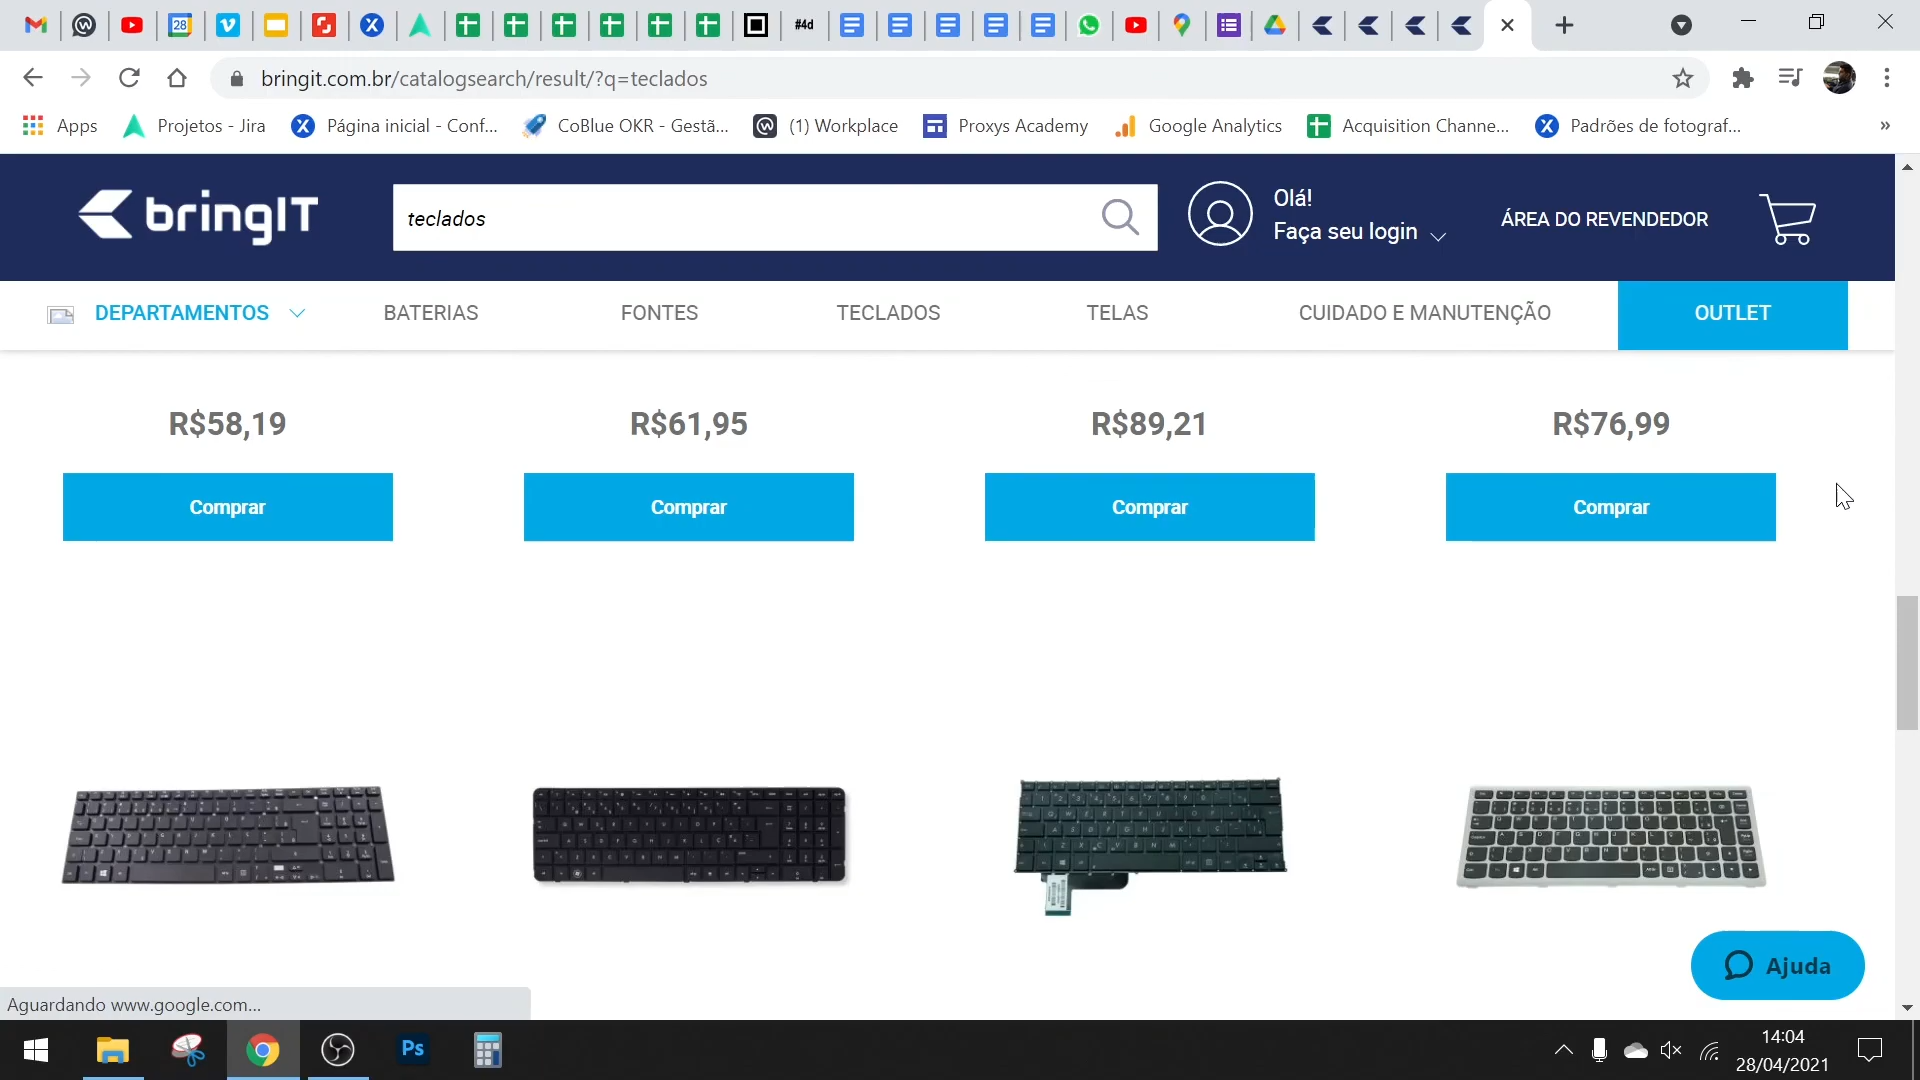 28
#4d
bringit.com.br/catalogsearch/result/?q=teclados
Apps
Projetos - Jira
Página inicial - Conf...
CoBlue OKR - Gestã...
(1) Workplace
Proxys Academy
Google Analytics
Acquisition Channe...
Padrões de fotograf...
»
bringIT
teclados
Olá!
Faça seu login
ÁREA DO REVENDEDOR
DEPARTAMENTOS
BATERIAS
FONTES
TECLADOS
TELAS
CUIDADO E MANUTENÇÃO
OUTLET
R$58,19
R$61,95
R$89,21
R$76,99
Comprar
Comprar
Comprar
Comprar
Ajuda
Aguardando www.google.com...
Ps
14:04
28/04/2021